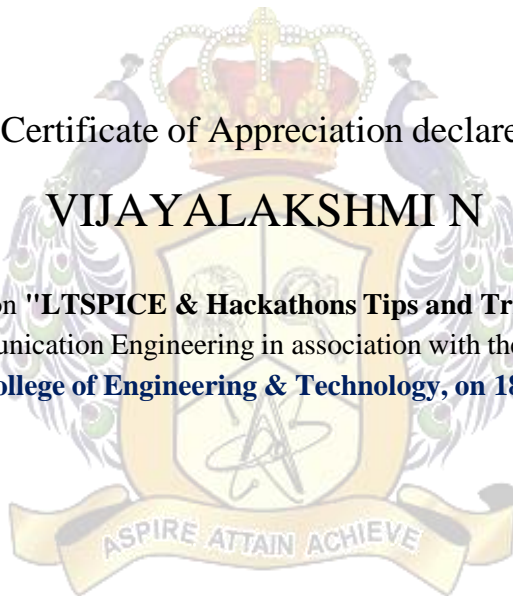 Certificate of Appreciation declare
VIJAYALAKSHMI N
on "LTSPICE & Hackathons Tips and Tr
unication Engineering in association with the
ollege of Engineering & Technology, on 18
ASPIRE ATTAIN ACHIEVE